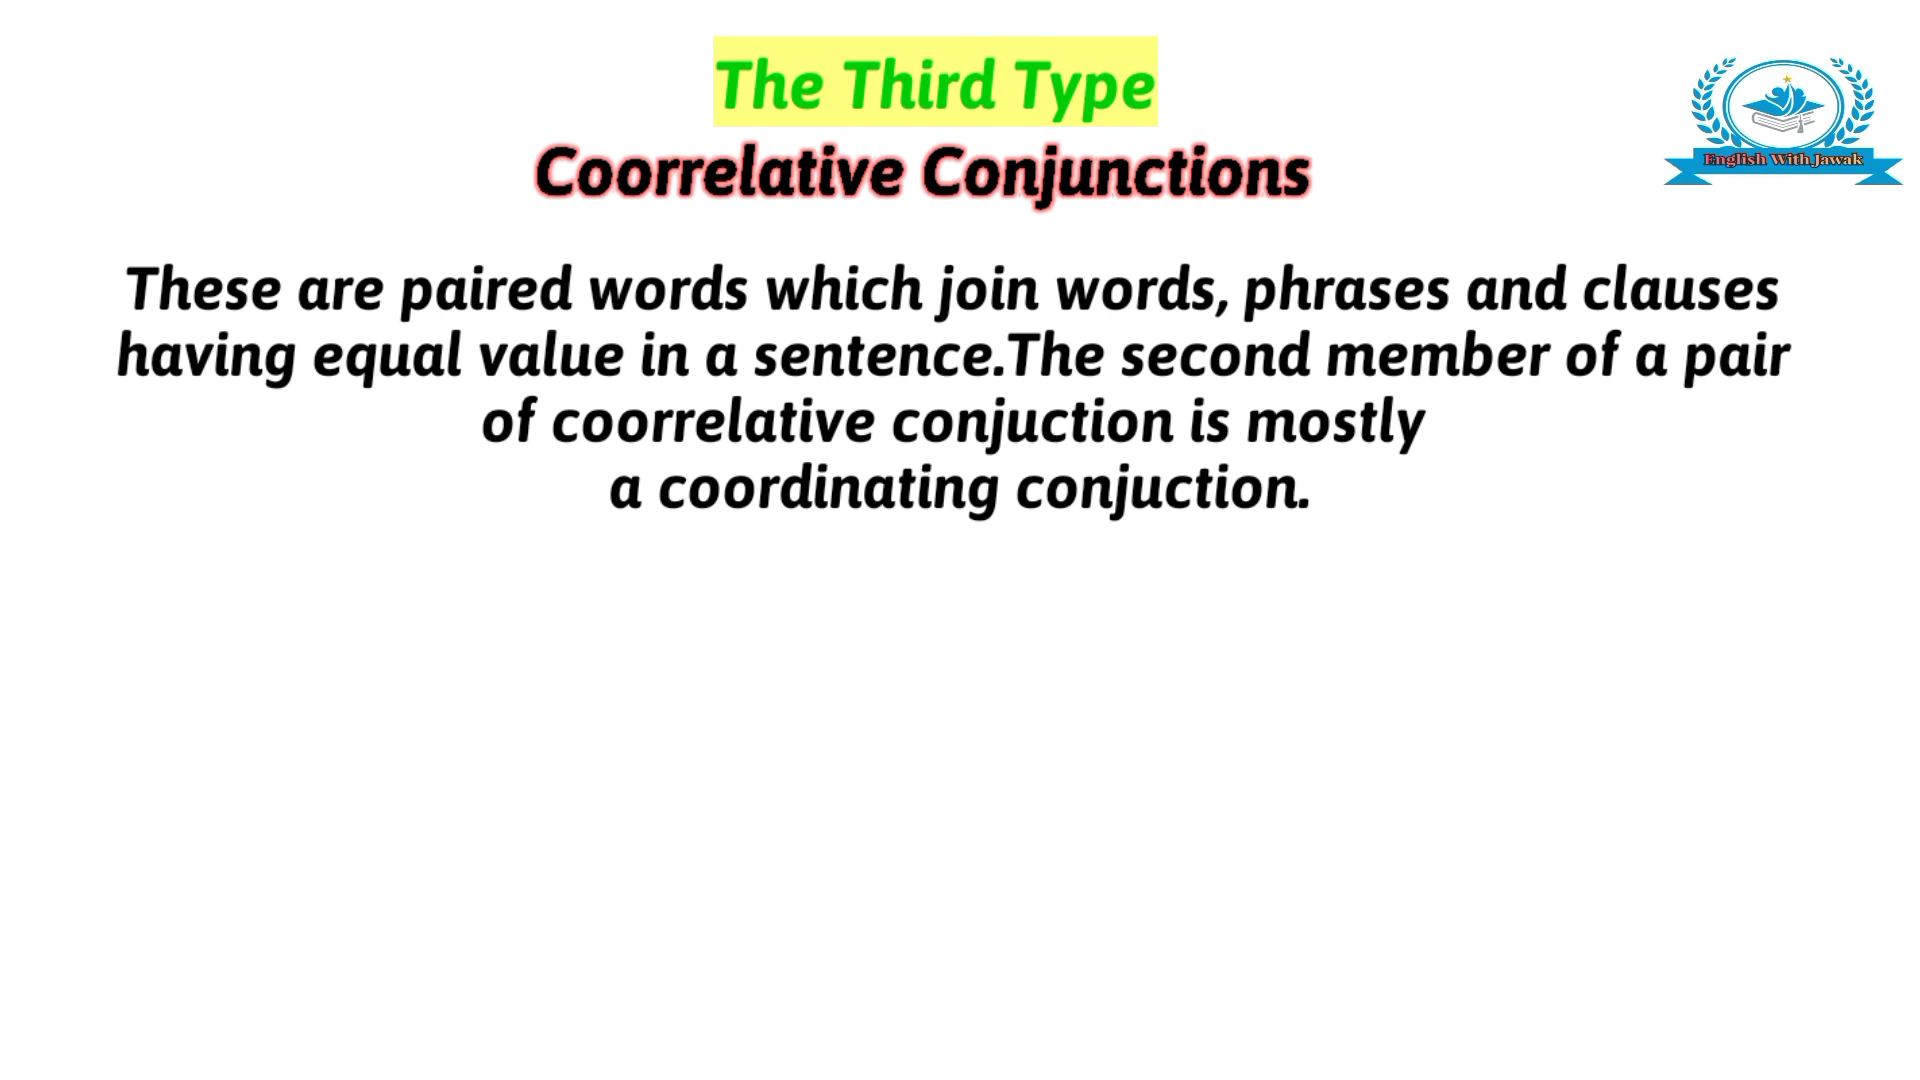 The Third Type
English With Jawak
Coorrelative Conjunctions
These are paired words which join words, phrases and clauses
having equal value in a sentence.The second member of a pair
of coorrelative conjuction is mostly
a coordinating conjuction.